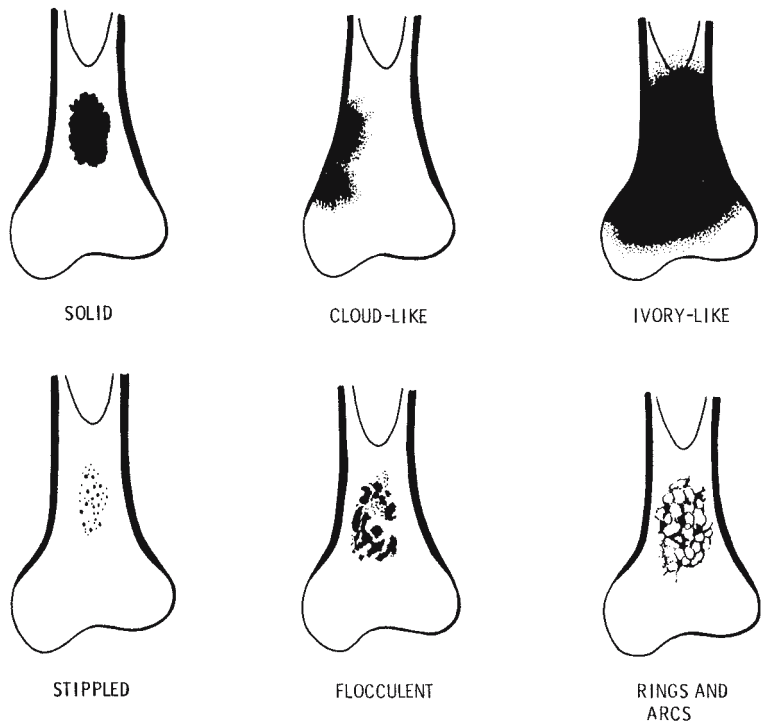 SOLID
CLOUD-LIKE
IVORY-LIKE
STIPPLED
FLOCCULENT
RINGS AND
ARCS